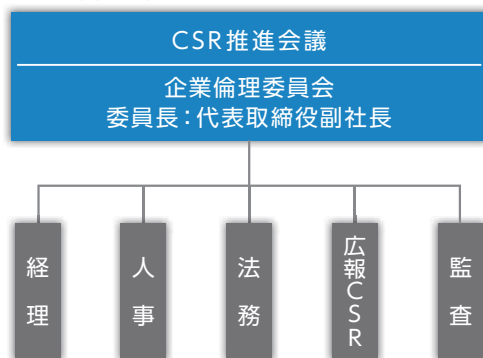 CSR推進会議
企業倫理委員会
委員長：代表取締役副社長
経理
人事
法務
広報CSR
監査